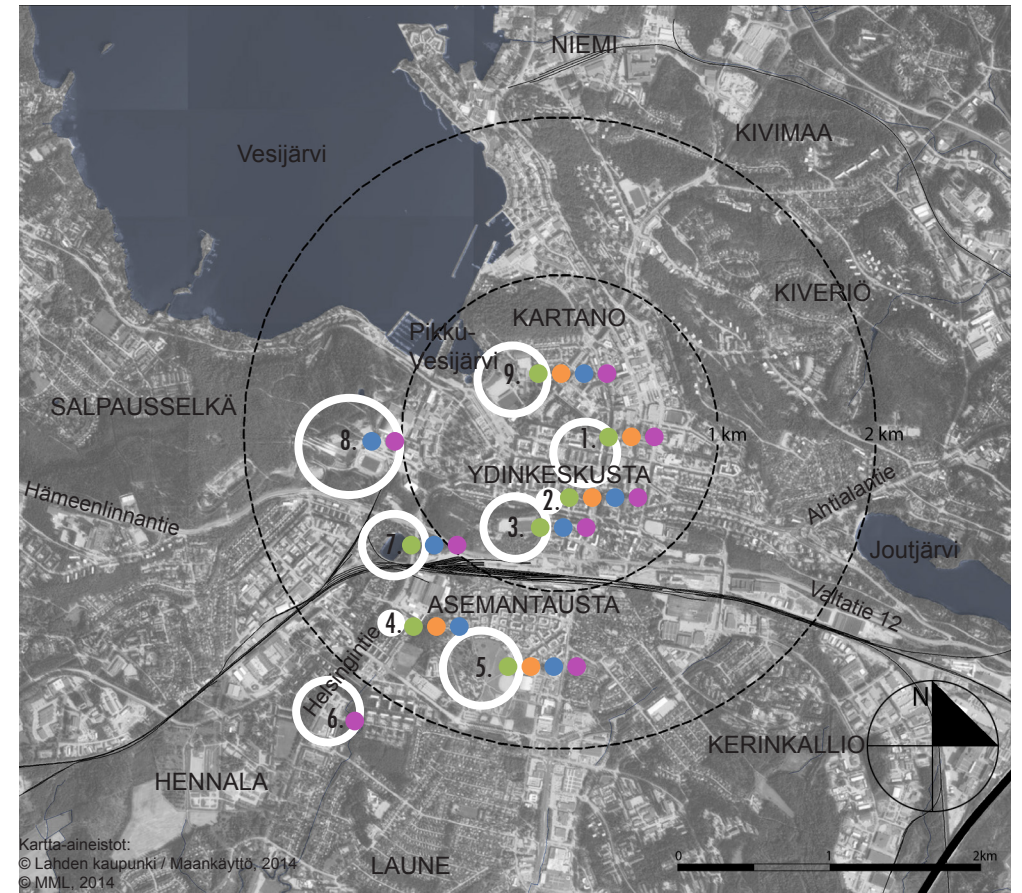 NIEMI
KIVIMAA
Vesijärvi
KIVERIÖ
KARTANO
Pikku-
Vesijärvi
9.
SALPAUSSELKÄ
8.
1.
1 km
2 km
YDINKESKUSTA
Hämeenlinnantie
2.
Ahtialantie
3.
7.
Joutjärvi
ASEMANTAUSTA
Valtatie 12
4.
Helsingintie
5.
6.
N
KERINKALLIO
HENNALA
Kartta-aineistot:
© Lahden kaupunki / Maankäyttö, 2014
© MML, 2014
LAUNE
0 1 2km